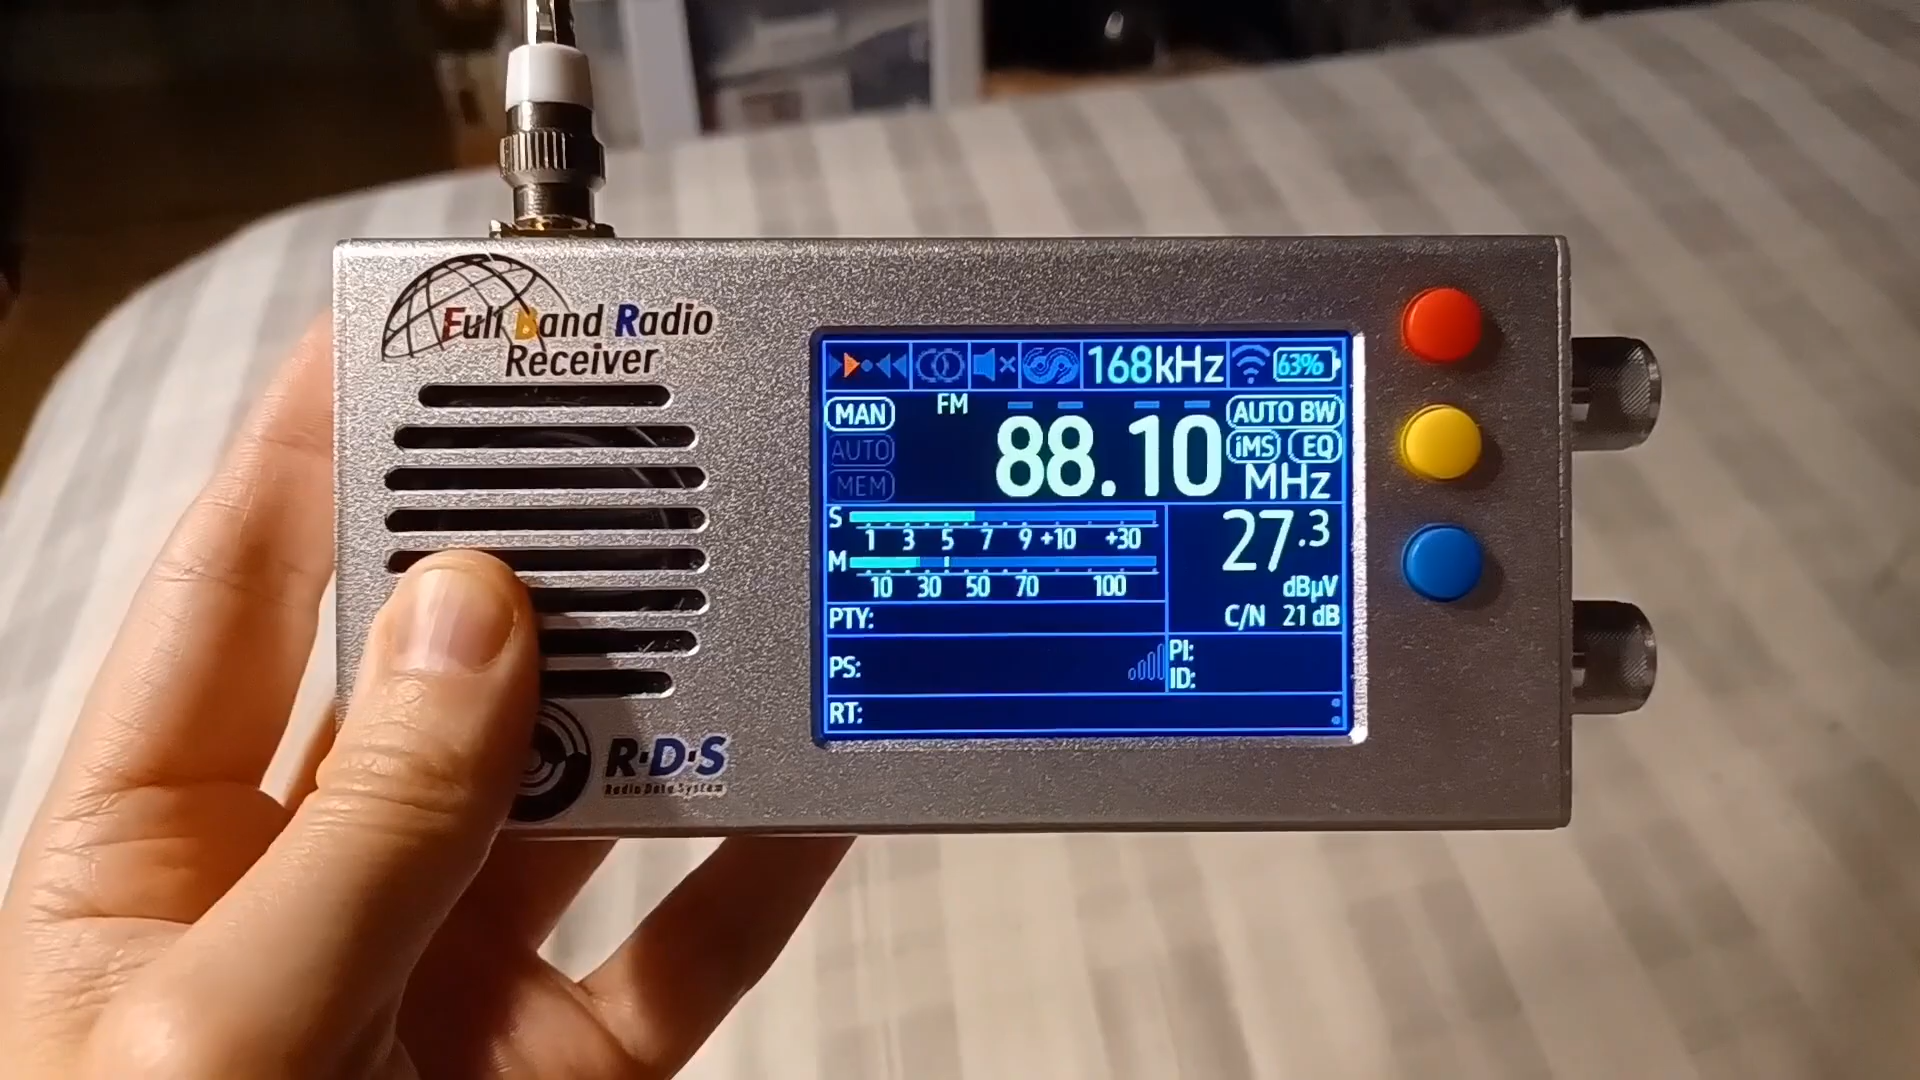 Full Band Radio
Receiver
168kHz
63%
MAN
FM
AUTO BW
AUTO
88.10
iMS
EQ
MEM
MHz
S
1 3 5 7 9 +10 +30
27.3
M
10 30 50 70 100
dBµV
PTY:
C/N 21 dB
PS:
PI:
ID:
RT:
R·D·S
Radio Data System